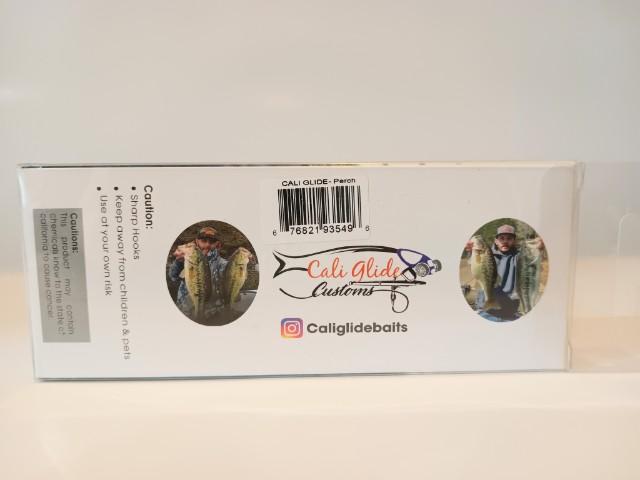 CALI GLIDE- Perch
6 76821 93549 6
Cali Glide
Customs
Caliglidebaits
Caution:
• Sharp Hooks
• Keep away from children & pets
• Use at your own risk
Cautions:
This product may contain
chemicals know to the state of
california to cause cancer.